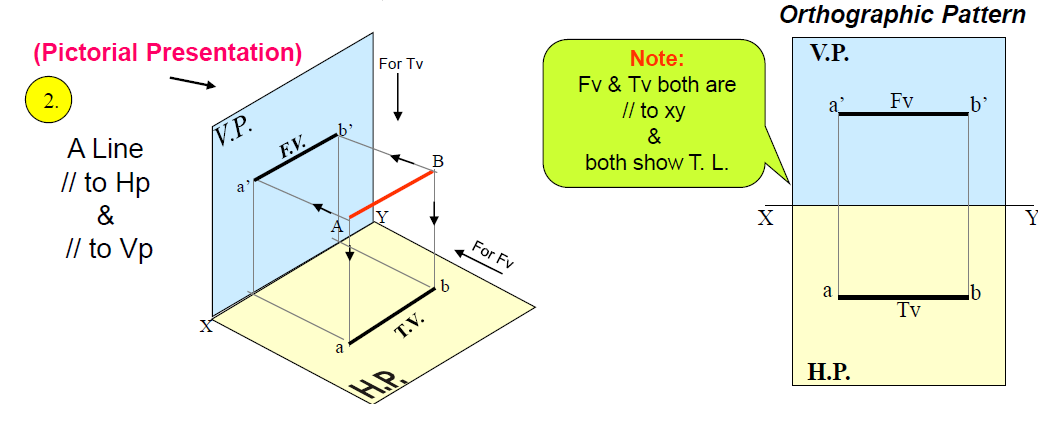 Orthographic Pattern
(Pictorial Presentation)
2.
A Line
// to Hp
&
// to Vp
For Tv
V.P.
F.V.
b’
a’
B
A
Y
For Fv
b
T.V.
a
X
H.P.
Note:
Fv & Tv both are
// to xy
&
both show T. L.
V.P.
a’ Fv b’
X Y
a b
Tv
H.P.